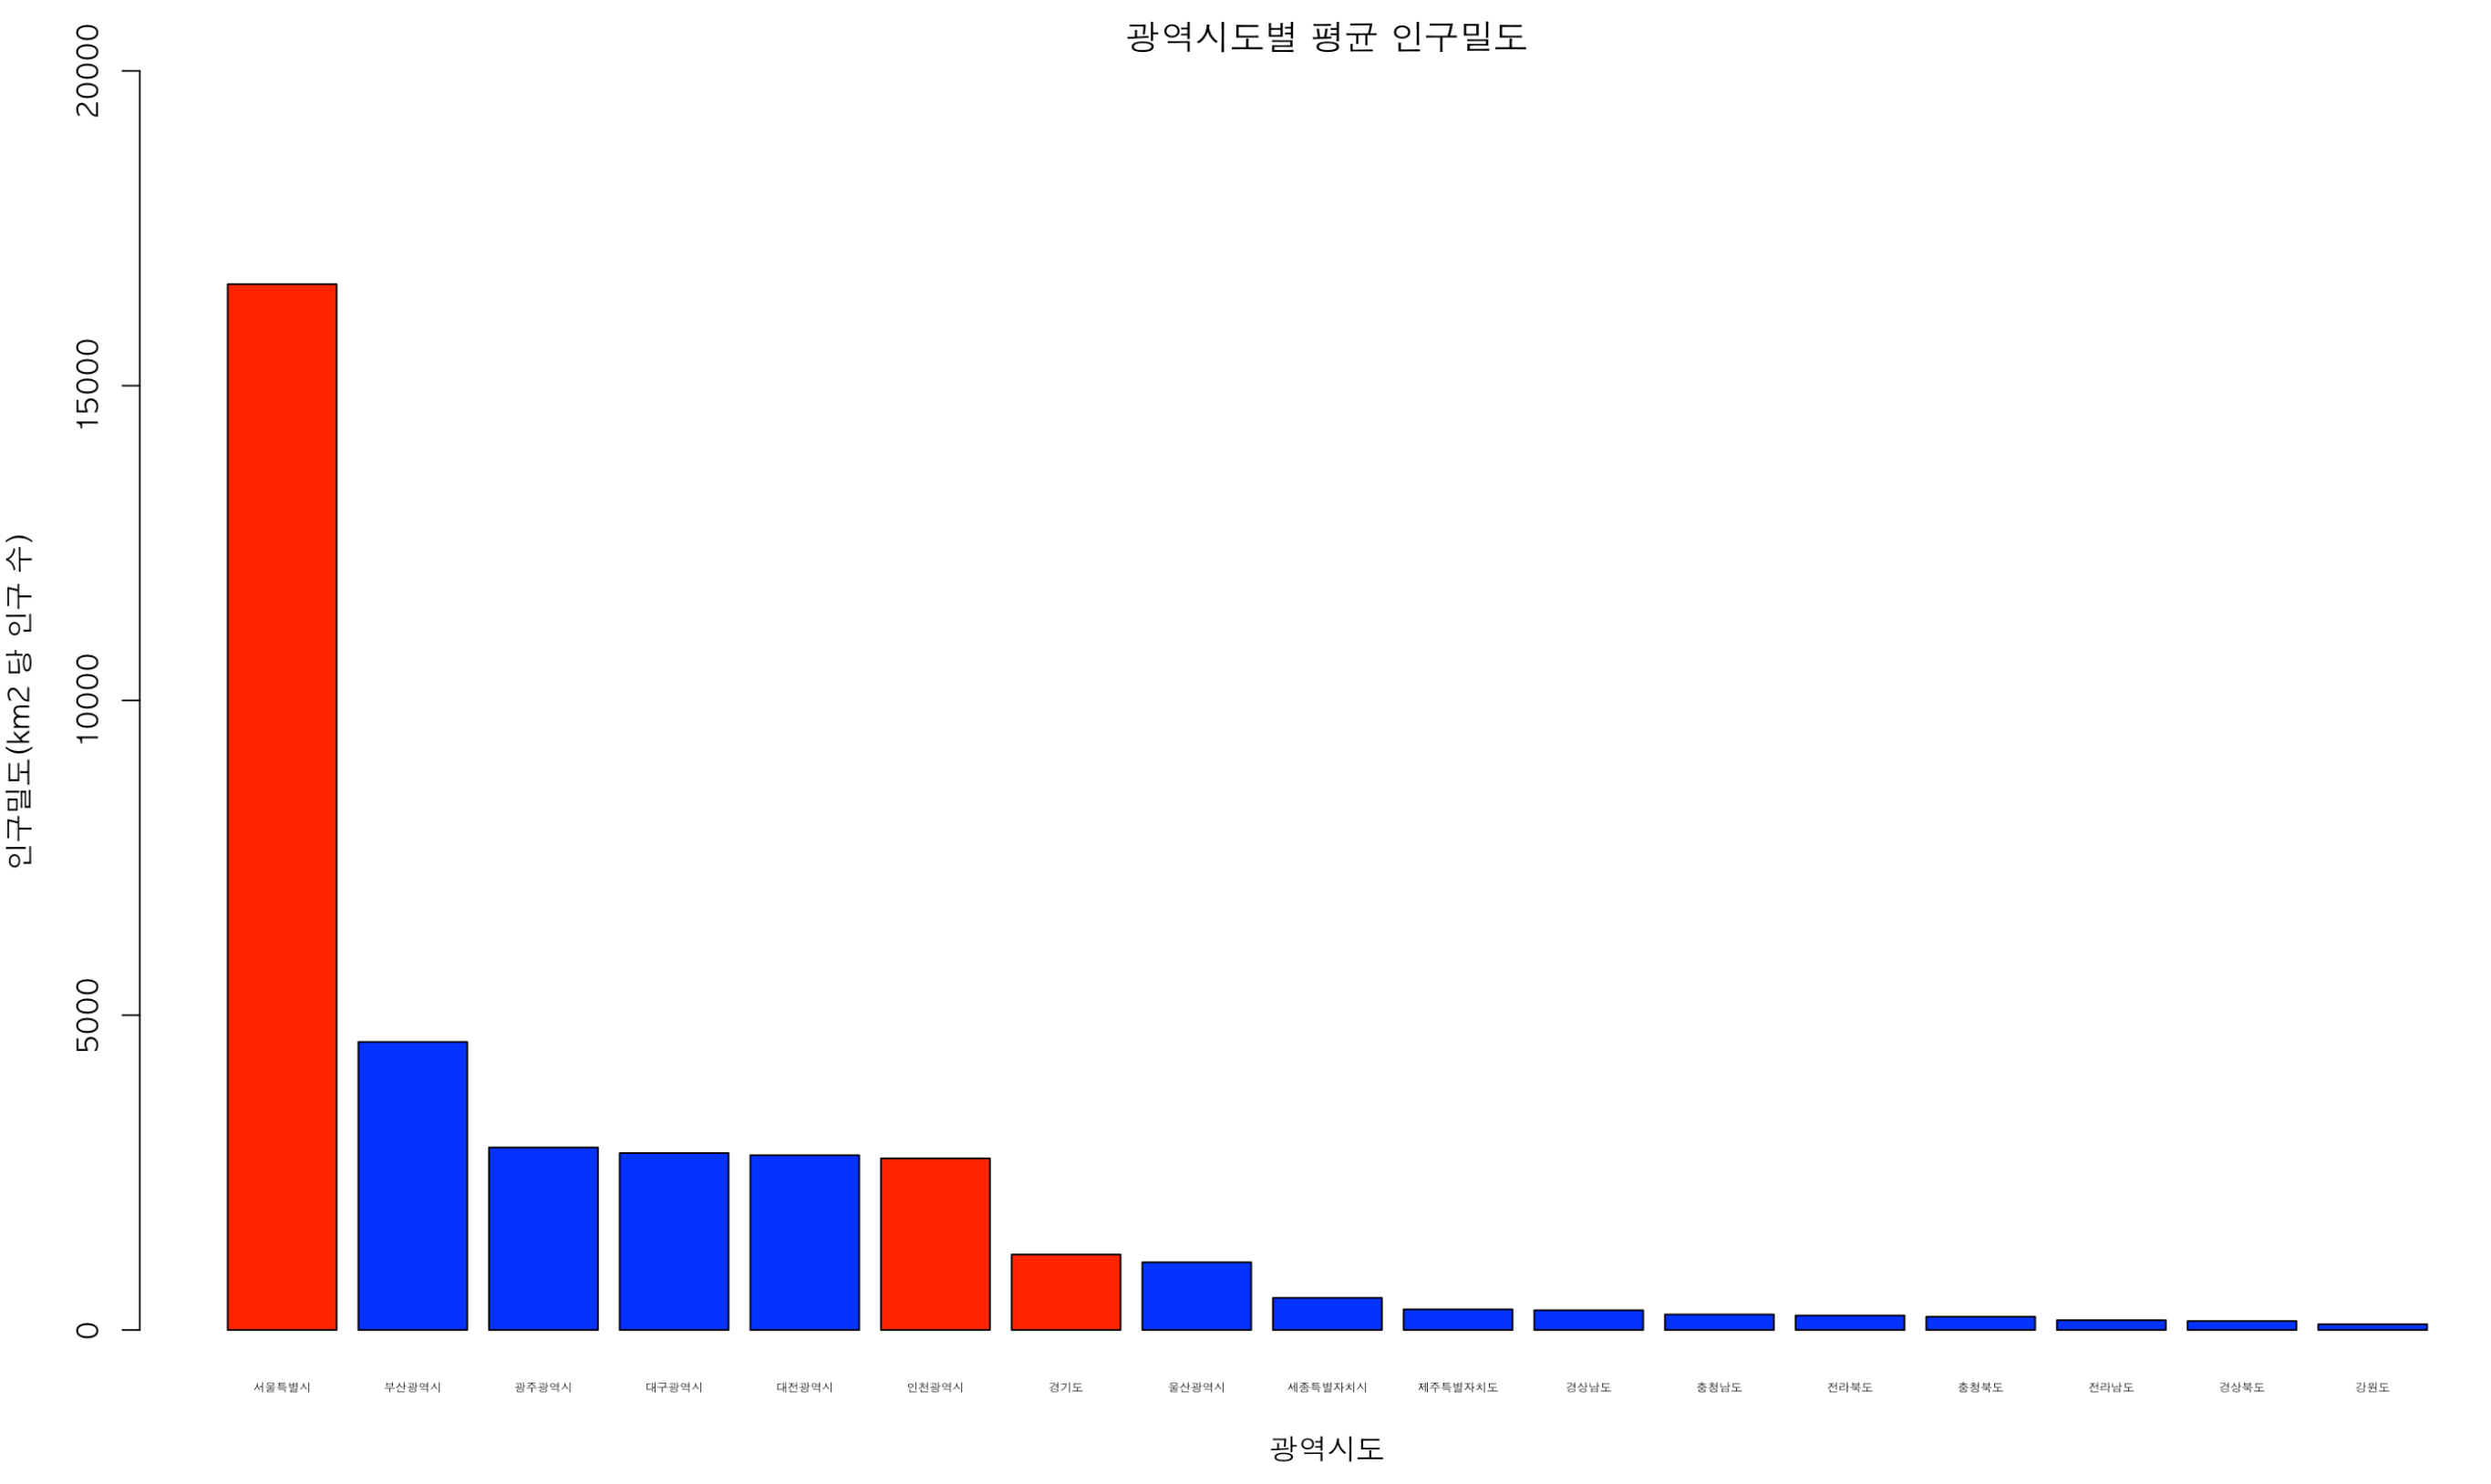 광역시도별 평균 인구밀도
인구밀도(km2 당 인구 수)
20000
15000
10000
5000
0
서울특별시 부산광역시 광주광역시 대구광역시 대전광역시 인천광역시 경기도 울산광역시 세종특별자치시 제주특별자치도 경상남도 충청남도 전라북도 충청북도 전라남도 경상북도 강원도
광역시도